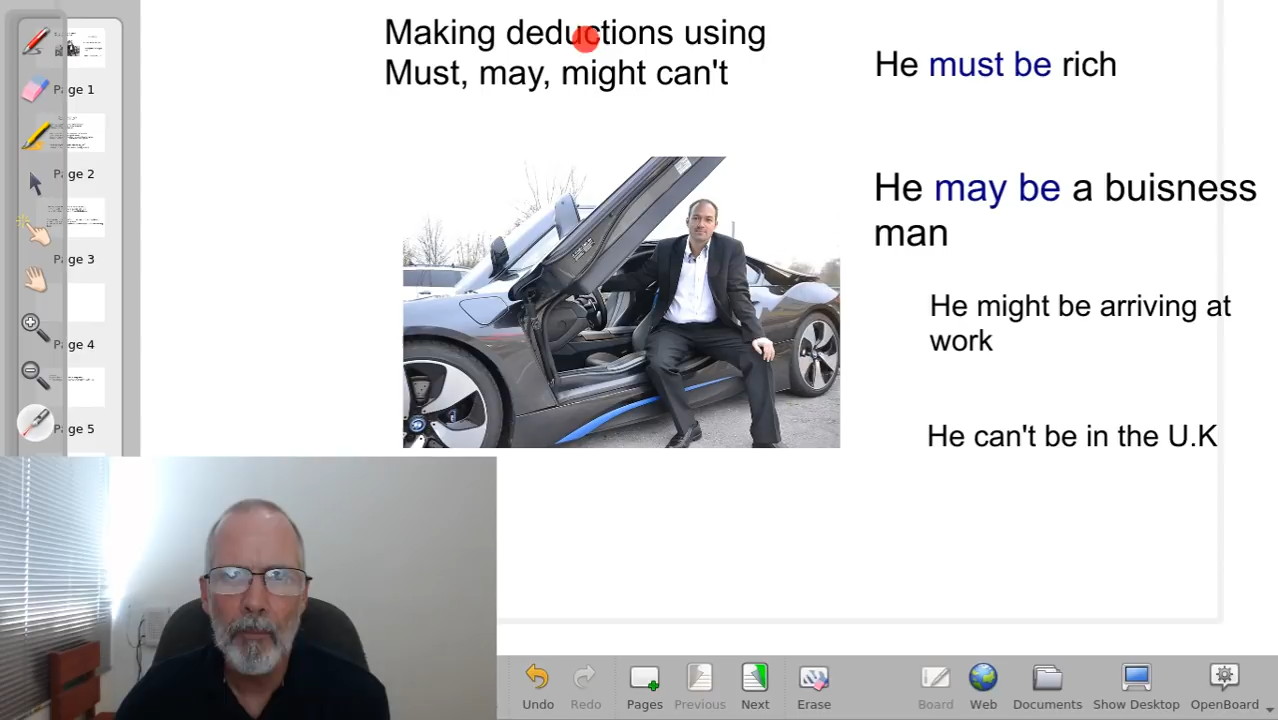 Making deductions using
Must, may, might can't
He must be rich
He may be a buisness
man
He might be arriving at
work
He can't be in the U.K
Page 1
Page 2
Page 3
Page 4
Page 5
Undo
Redo
Pages
Previous
Next
Erase
Board
Web
Documents
Show Desktop
OpenBoard